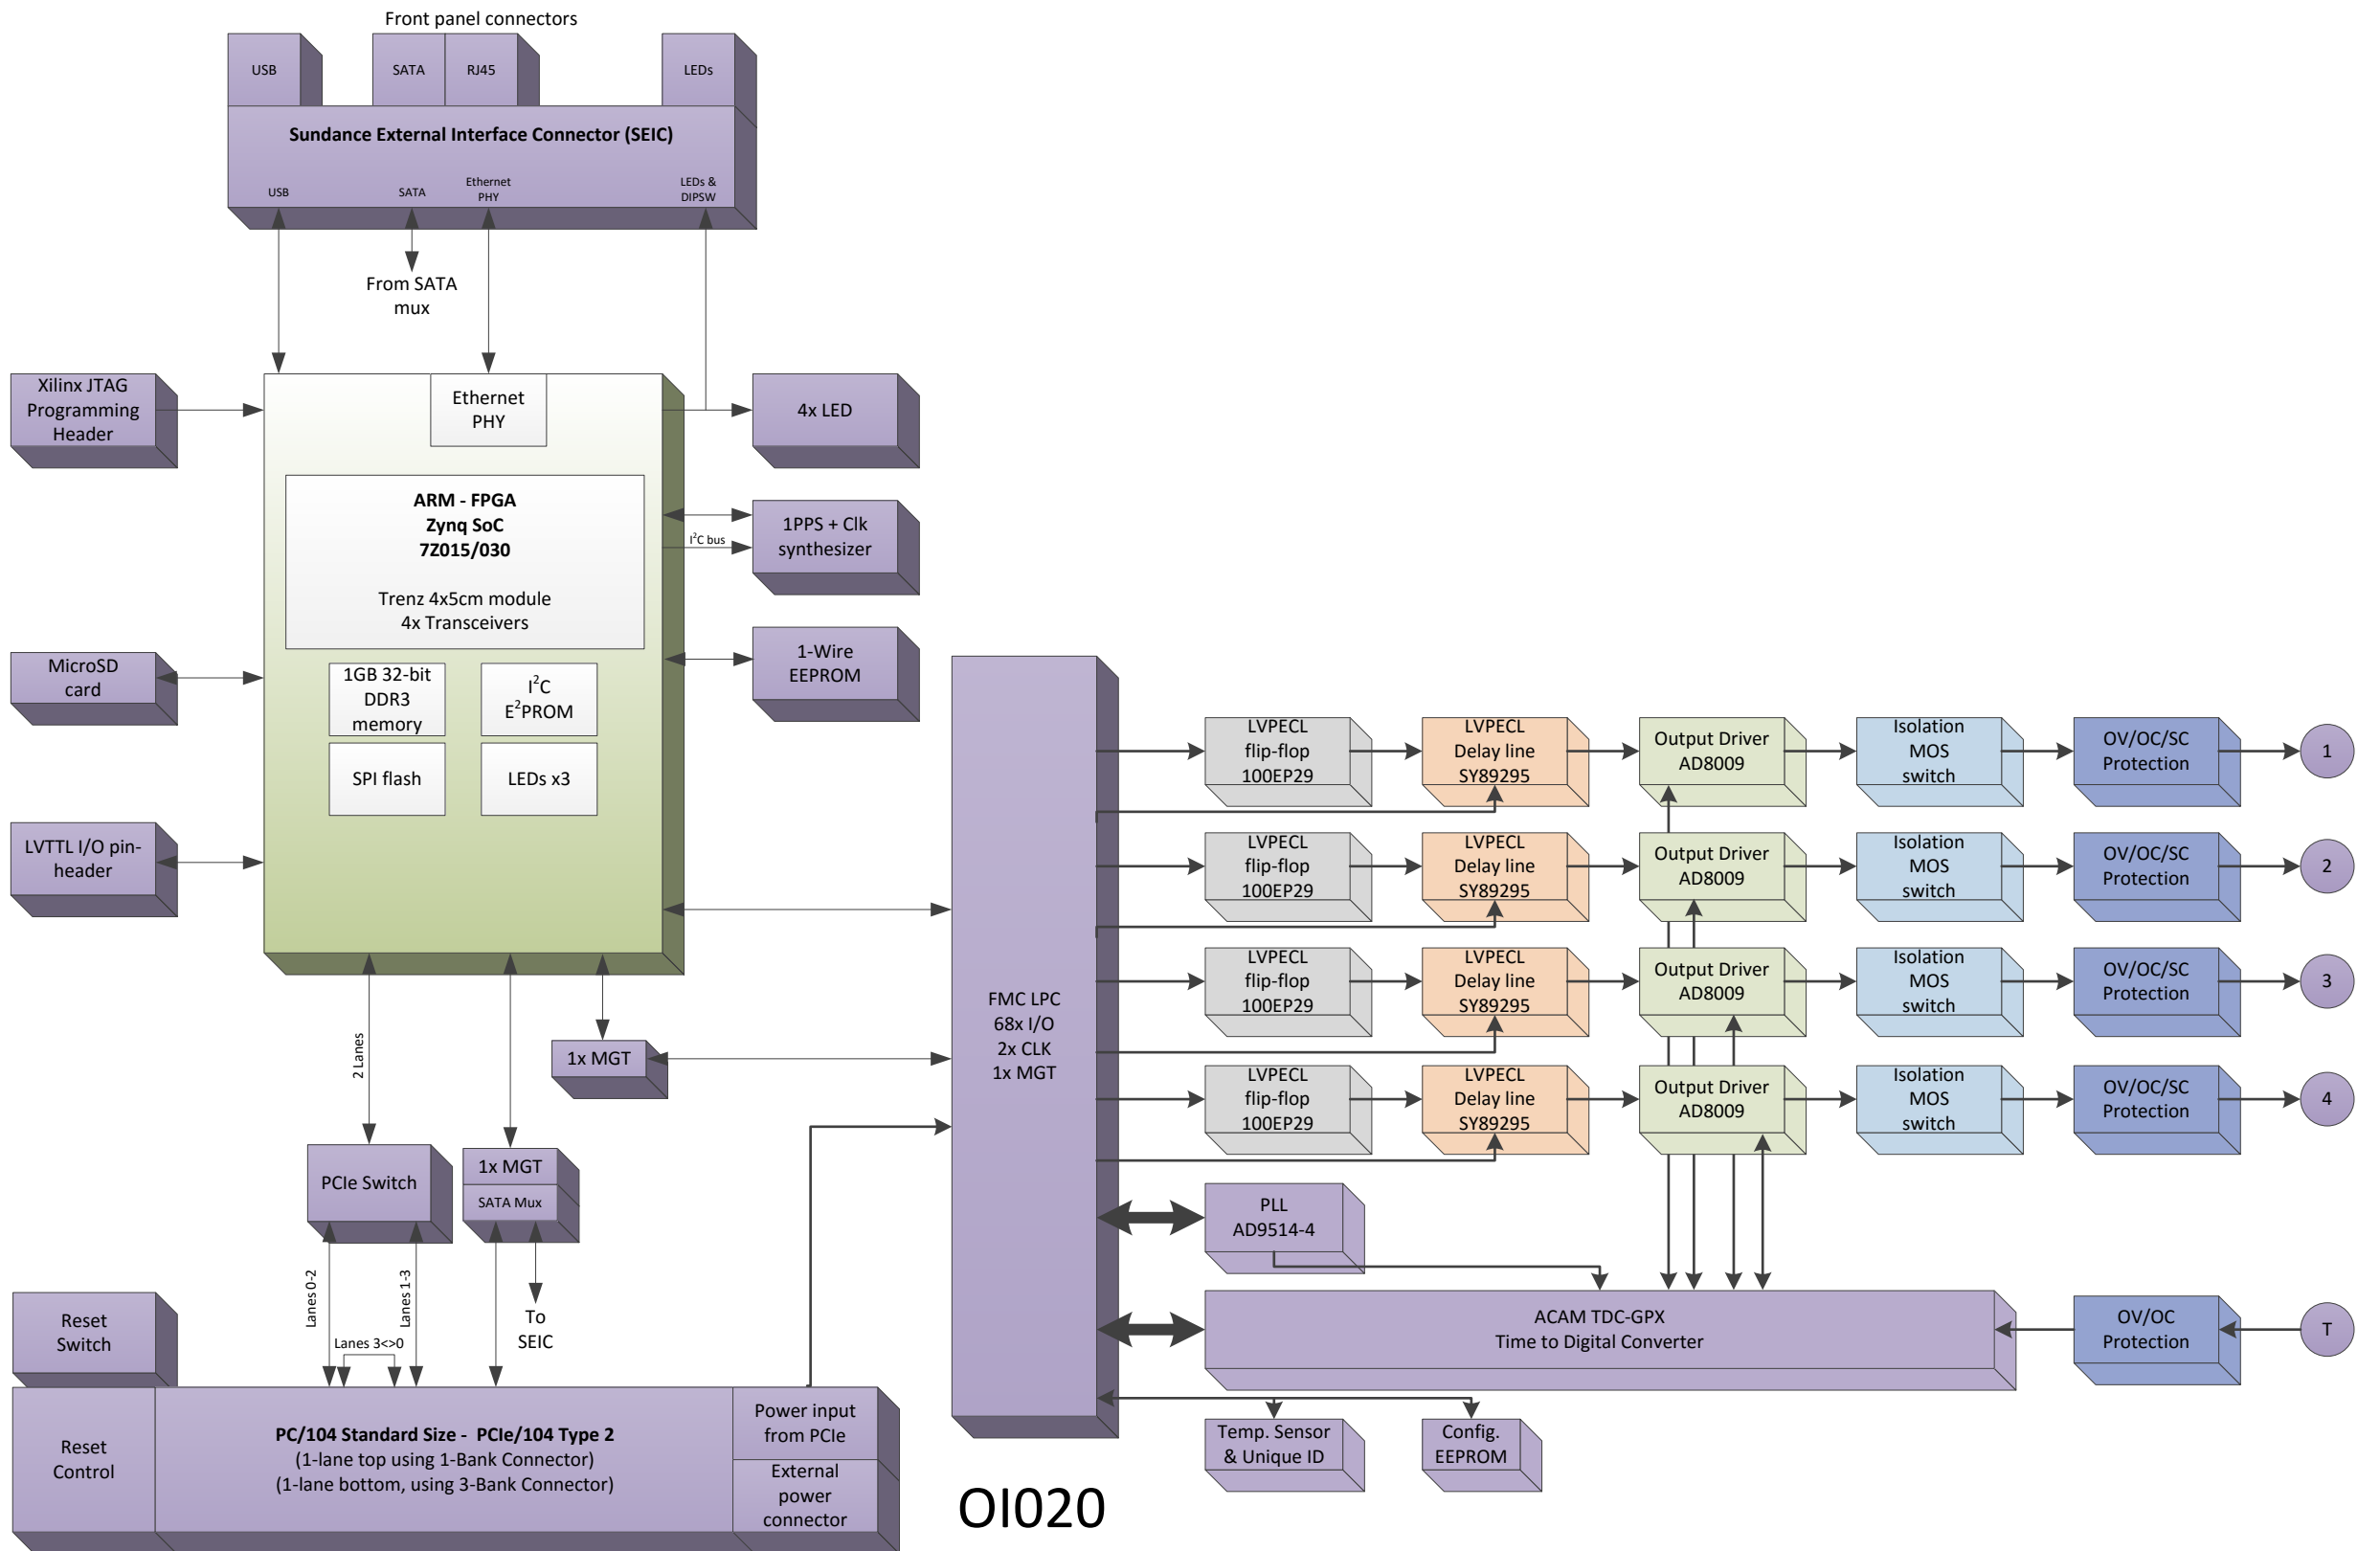 Front panel connectors
USB
SATA
RJ45
LEDs
Sundance External Interface Connector (SEIC)
USB
SATA
Ethernet
PHY
LEDs &
DIPSW
From SATA
mux
Xilinx JTAG
Programming
Header
Ethernet
PHY
4x LED
ARM - FPGA
Zynq SoC
7Z015/030
Trenz 4x5cm module
4x Transceivers
I²C bus
1PPS + Clk
synthesizer
MicroSD
card
1GB 32-bit
DDR3
memory
I²C
E²PROM
1-Wire
EEPROM
SPI flash
LEDs x3
LVTTL I/O pin-
header
2 Lanes
1x MGT
PCIe Switch
1x MGT
SATA Mux
Lanes 0-2
Lanes 1-3
Lanes 3<>0
To
SEIC
Reset
Switch
Reset
Control
PC/104 Standard Size - PCIe/104 Type 2
(1-lane top using 1-Bank Connector)
(1-lane bottom, using 3-Bank Connector)
Power input
from PCIe
External
power
connector
FMC LPC
68x I/O
2x CLK
1x MGT
LVPECL
flip-flop
100EP29
LVPECL
Delay line
SY89295
Output Driver
AD8009
Isolation
MOS
switch
OV/OC/SC
Protection
1
LVPECL
flip-flop
100EP29
LVPECL
Delay line
SY89295
Output Driver
AD8009
Isolation
MOS
switch
OV/OC/SC
Protection
2
LVPECL
flip-flop
100EP29
LVPECL
Delay line
SY89295
Output Driver
AD8009
Isolation
MOS
switch
OV/OC/SC
Protection
3
LVPECL
flip-flop
100EP29
LVPECL
Delay line
SY89295
Output Driver
AD8009
Isolation
MOS
switch
OV/OC/SC
Protection
4
PLL
AD9514-4
ACAM TDC-GPX
Time to Digital Converter
OV/OC
Protection
T
Temp. Sensor
& Unique ID
Config.
EEPROM
OI020